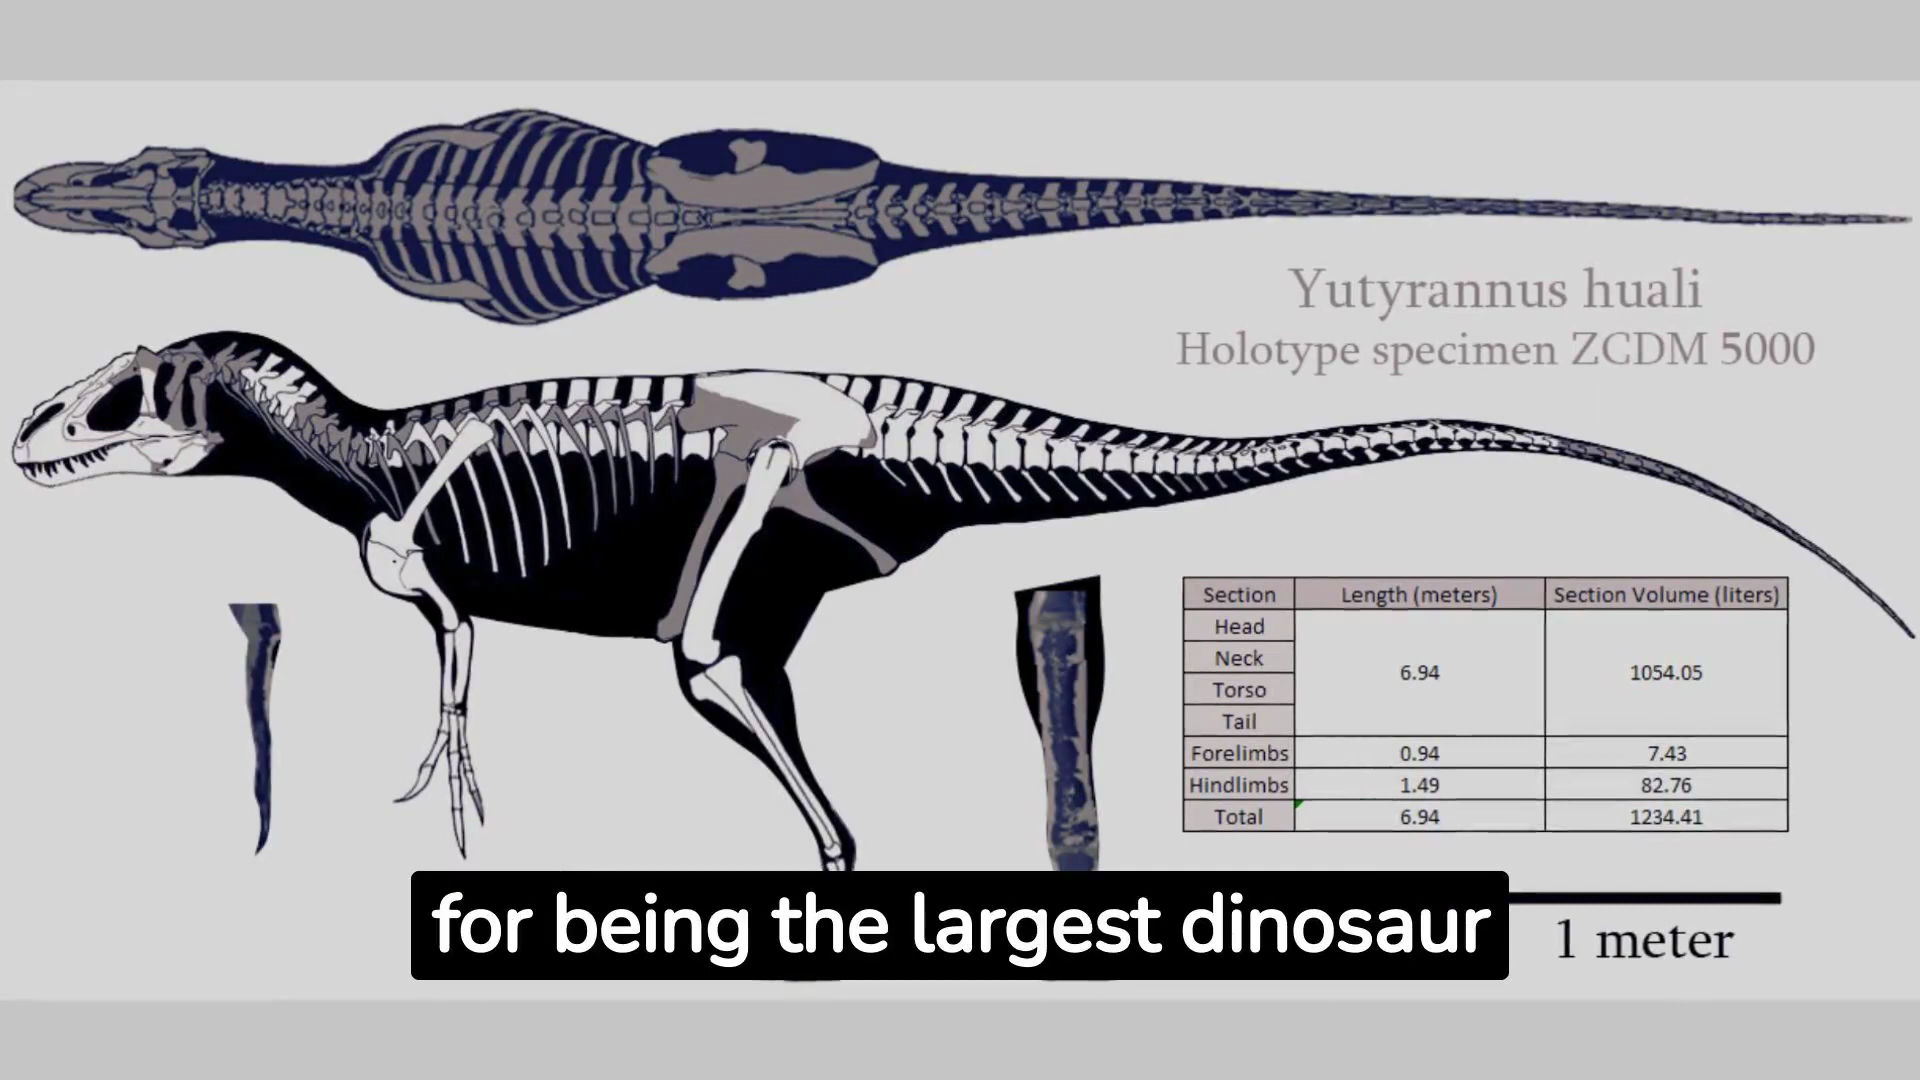 Yutyrannus huali
Holotype specimen ZCDM 5000
Section Length (meters) Section Volume (liters)
Head
Neck
6.94 1054.05
Torso
Tail
Forelimbs 0.94 7.43
Hindlimbs 1.49 82.76
Total 6.94 1234.41
for being the largest dinosaur
1 meter